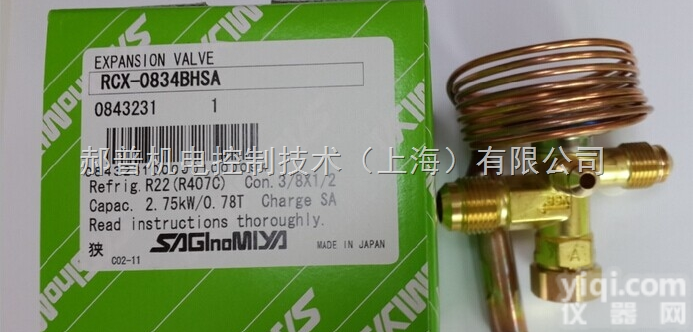 EXPANSION VALVE
RCX-0834BHSA
0843231 1
郝普机电控制技术（上海）有限公司
Refrig. R22(R407C) Con. 3/8X1/2
Capac. 2.75kW/0.78T Charge SA
Read instructions thoroughly.
狭 SAGInoMIYA MADE IN JAPAN
C02-11
A
yiqi.com
仪器网